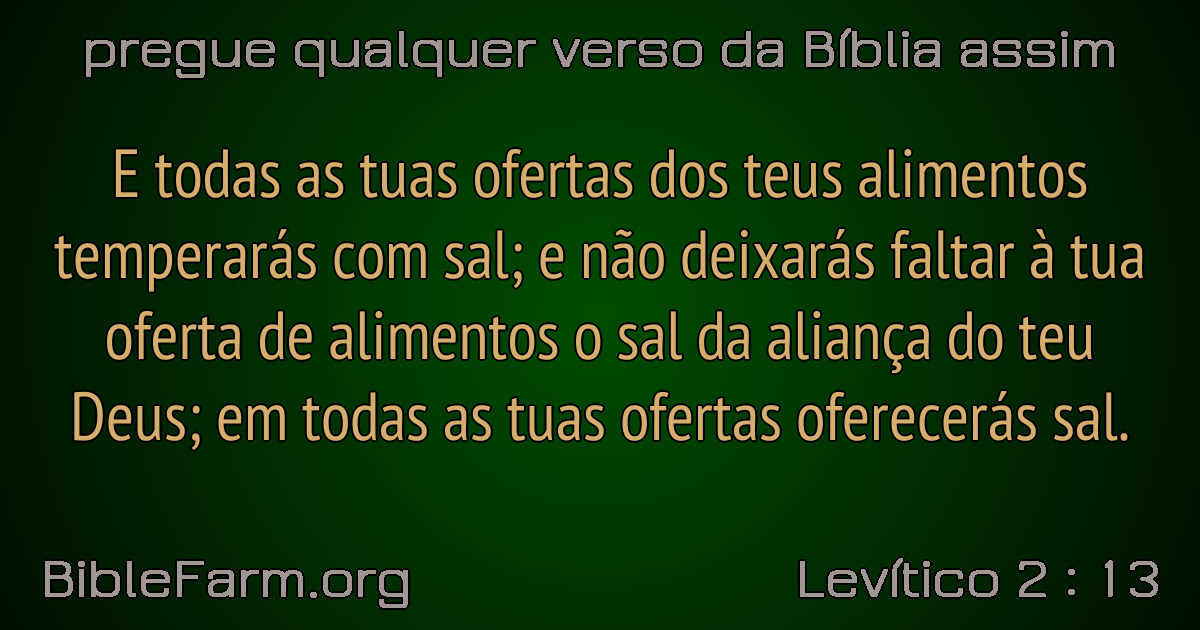 pregue qualquer verso da Bíblia assim
E todas as tuas ofertas dos teus alimentos
temperarás com sal; e não deixarás faltar à tua
oferta de alimentos o sal da aliança do teu
Deus; em todas as tuas ofertas oferecerás sal.
BibleFarm.org
Levítico 2 : 13